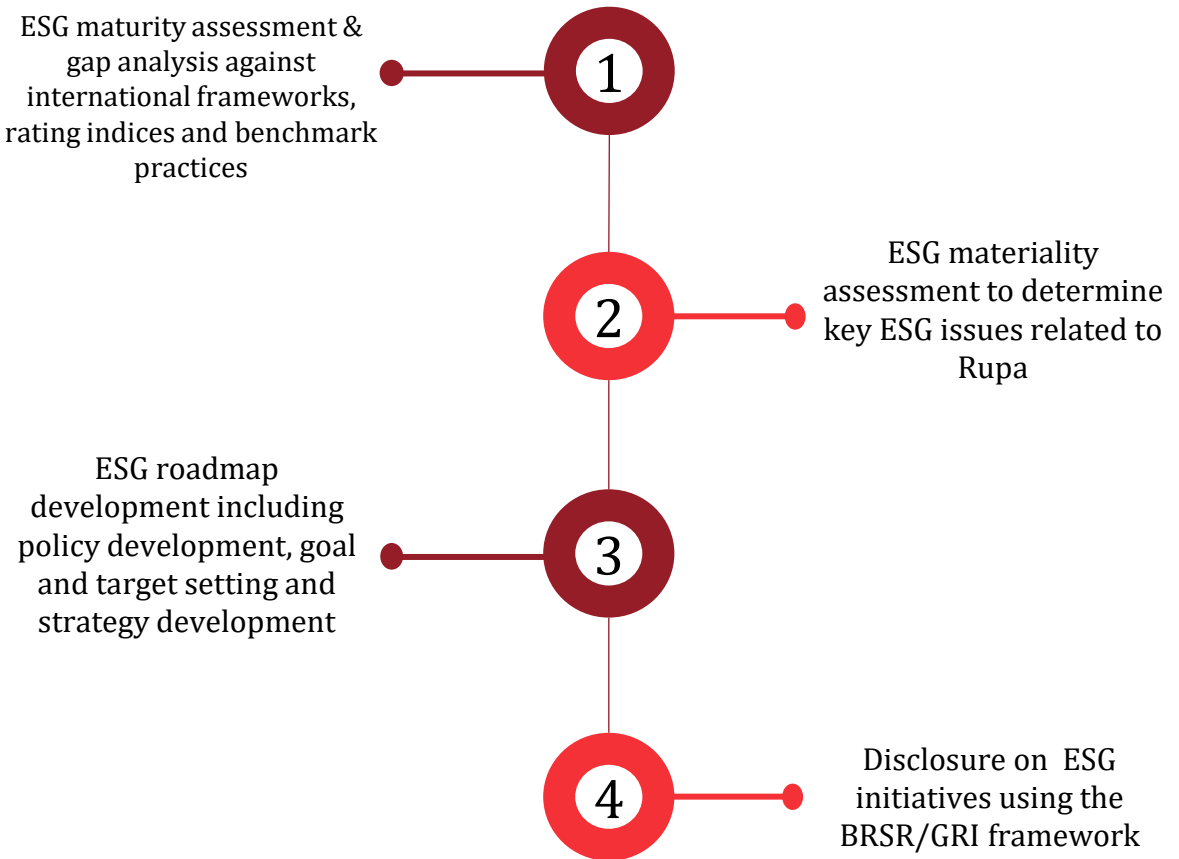 ESG maturity assessment &
gap analysis against
international frameworks,
rating indices and benchmark
practices
1
2
ESG materiality
assessment to determine
key ESG issues related to
Rupa
ESG roadmap
development including
policy development, goal
and target setting and
strategy development
3
4
Disclosure on  ESG
initiatives using the
BRSR/GRI framework